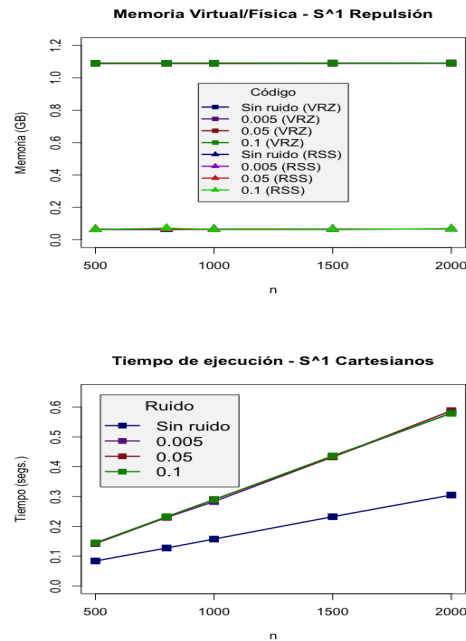 Memoria Virtual/Física - S^1 Repulsión
Memoria (GB)
1.2
1.0
0.8
0.6
0.4
0.2
0.0
Código
Sin ruido (VRZ)
0.005 (VRZ)
0.05 (VRZ)
0.1 (VRZ)
Sin ruido (RSS)
0.005 (RSS)
0.05 (RSS)
0.1 (RSS)
500 1000 1500 2000
n
Tiempo de ejecución - S^1 Cartesianos
Tiempo (segs.)
0.6
0.5
0.4
0.3
0.2
0.1
0.0
Ruido
Sin ruido
0.005
0.05
0.1
500 1000 1500 2000
n